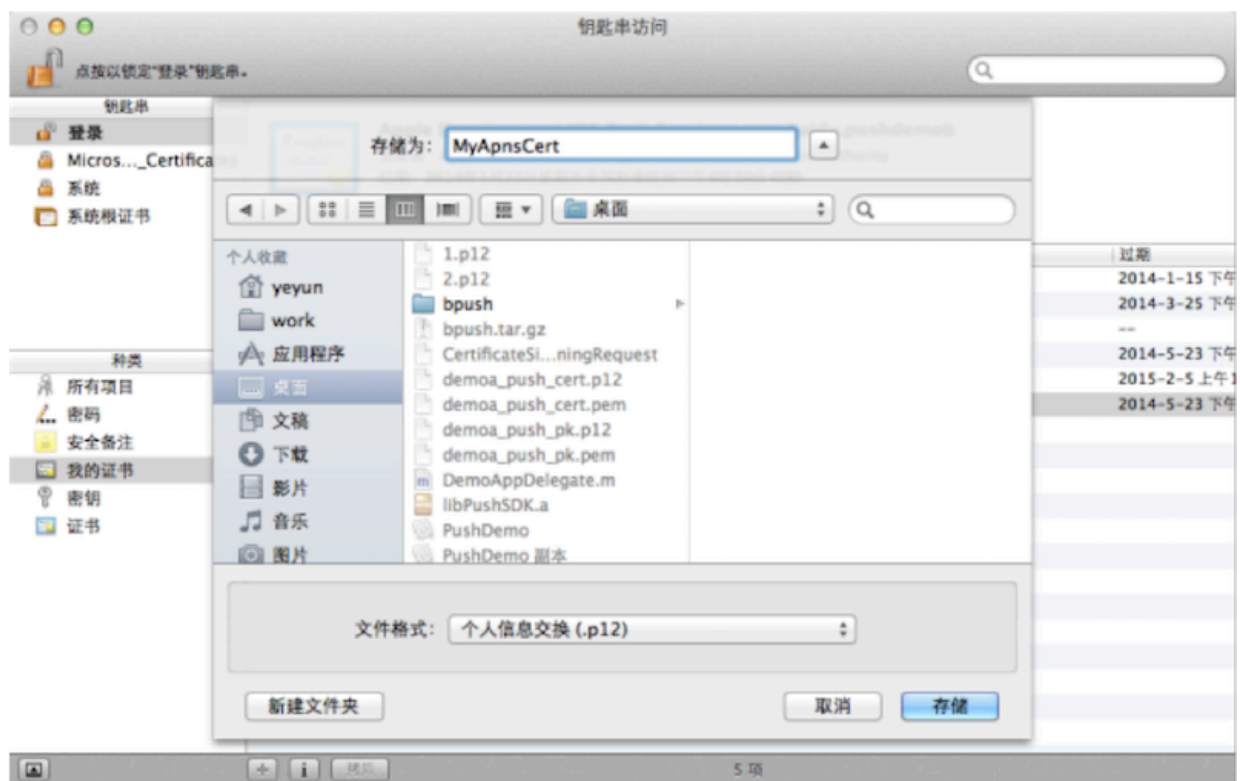 钥匙串访问
点按以锁定“登录”钥匙串。
钥匙串
登录
Micros..._Certificates
系统
系统根证书
种类
所有项目
密码
安全备注
我的证书
密钥
证书
存储为: MyApnsCert
桌面
个人收藏
yeyun
work
应用程序
桌面
文稿
下载
影片
音乐
图片
1.p12
2.p12
bpush
bpush.tar.gz
CertificateSi...ningRequest
demoa_push_cert.p12
demoa_push_cert.pem
demoa_push_pk.p12
demoa_push_pk.pem
DemoAppDelegate.m
libPushSDK.a
PushDemo
PushDemo 副本
文件格式: 个人信息交换 (.p12)
新建文件夹 取消 存储
过期
2014-1-15 下午
2014-3-25 下午
--
2014-5-23 下午
2015-2-5 上午1
2014-5-23 下午
拷贝
5 项